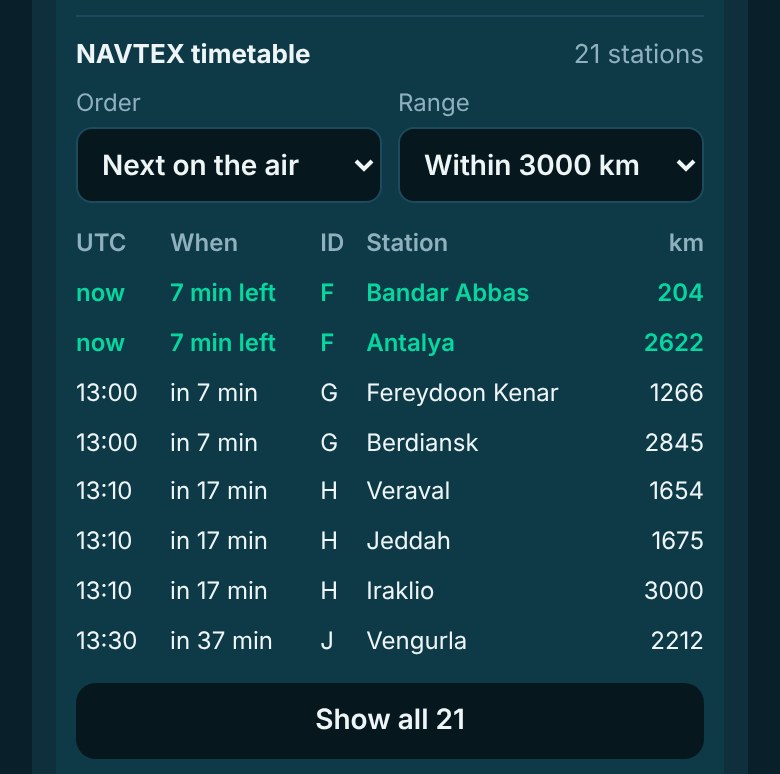 NAVTEX timetable 21 stations
Order Range
Next on the air Within 3000 km
UTC When ID Station km
now 7 min left F Bandar Abbas 204
now 7 min left F Antalya 2622
13:00 in 7 min G Fereydoon Kenar 1266
13:00 in 7 min G Berdiansk 2845
13:10 in 17 min H Veraval 1654
13:10 in 17 min H Jeddah 1675
13:10 in 17 min H Iraklio 3000
13:30 in 37 min J Vengurla 2212
Show all 21